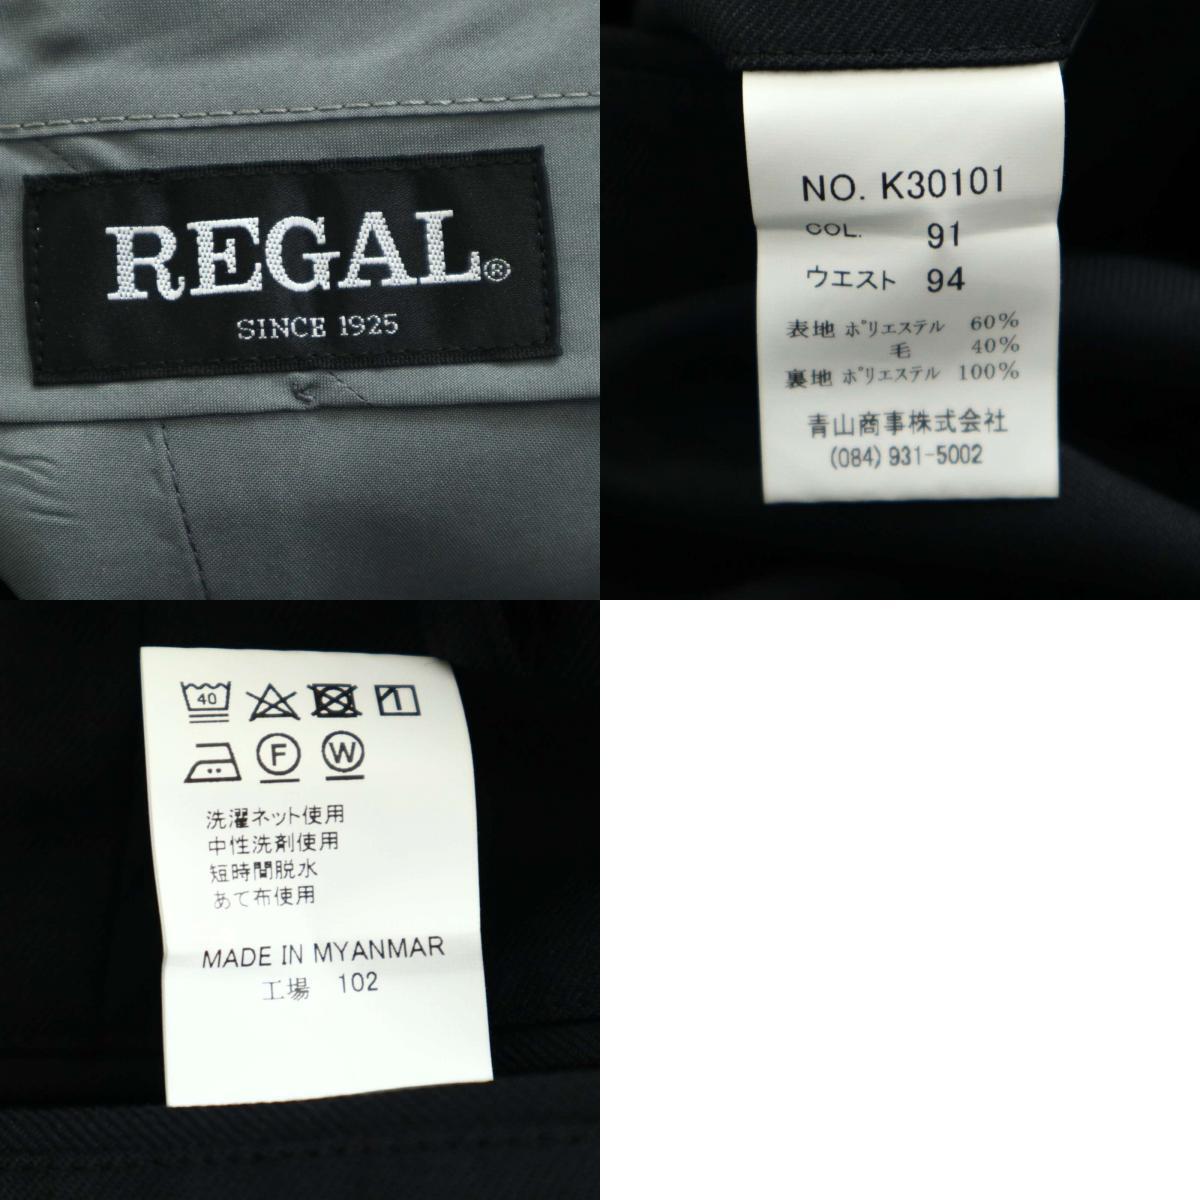 REGAL®
SINCE 1925
NO. K30101
COL. 91
ウエスト 94
表地 ポリエステル 60%
毛 40%
裏地 ポリエステル 100%
青山商事株式会社
(084) 931-5002
40
F W
洗濯ネット使用
中性洗剤使用
短時間脱水
あて布使用
MADE IN MYANMAR
工場 102